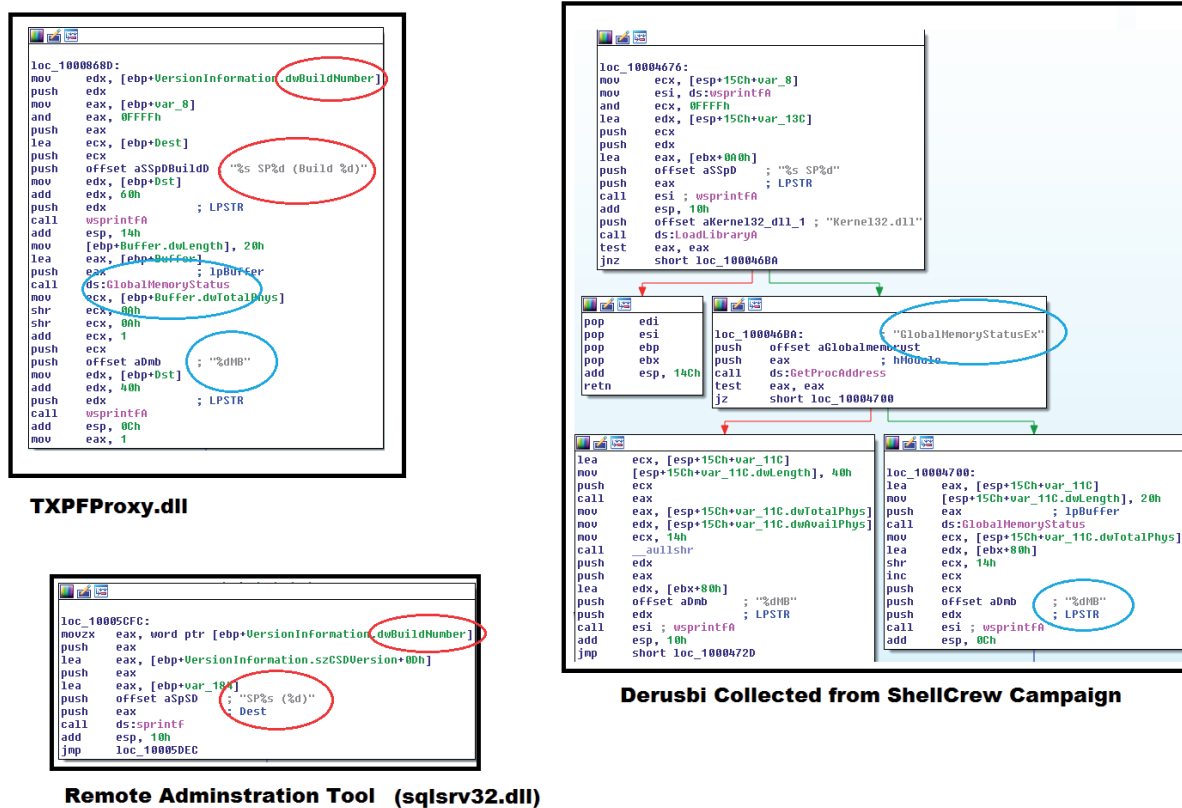 loc_1000868D:
mov edx, [ebp+VersionInformation.dwBuildNumber]
push edx
mov eax, [ebp+var_8]
and eax, 0FFFFh
push eax
lea ecx, [ebp+Dest]
push ecx
push offset aSSpDBuildD "%s SP%d (Build %d)"
mov edx, [ebp+Dst]
add edx, 60h
push edx ; LPSTR
call wsprintfA
add esp, 14h
mov [ebp+Buffer.dwLength], 20h
lea eax, [ebp+Buffer]
push eax ; lpBuffer
call ds:GlobalMemoryStatus
mov ecx, [ebp+Buffer.dwTotalPhys]
shr ecx, 0Ah
shr ecx, 0Ah
add ecx, 1
push ecx
push offset aDmb ; "%dMB"
mov edx, [ebp+Dst]
add edx, 40h
push edx ; LPSTR
call wsprintfA
add esp, 0Ch
mov eax, 1
TXPFProxy.dll
loc_10005CFC:
movzx eax, word ptr [ebp+VersionInformation.dwBuildNumber]
push eax
lea eax, [ebp+VersionInformation.szCSDVersion+0Dh]
push eax
lea eax, [ebp+var_184]
push offset aSpSD ; "SP%s (%d)"
push eax ; Dest
call ds:sprintf
add esp, 10h
jmp loc_10005DEC
Remote Adminstration Tool (sqlsrv32.dll)
loc_10004676:
mov ecx, [esp+15Ch+var_8]
mov esi, ds:wsprintfA
and ecx, 0FFFFh
lea edx, [esp+15Ch+var_13C]
push ecx
push edx
lea eax, [ebx+0A0h]
push offset aSSpD ; "%s SP%d"
push eax ; LPSTR
call esi ; wsprintfA
add esp, 10h
push offset aKernel32_dll_1 ; "Kernel32.dll"
call ds:LoadLibraryA
test eax, eax
jnz short loc_100046BA
pop edi
pop esi
pop ebp
pop ebx
add esp, 14Ch
retn
loc_100046BA: ; "GlobalMemoryStatusEx"
push offset aGlobalmemoryst
push eax ; hModule
call ds:GetProcAddress
test eax, eax
jz short loc_10004700
lea ecx, [esp+15Ch+var_11C]
mov [esp+15Ch+var_11C.dwLength], 40h
push ecx
call eax
mov eax, [esp+15Ch+var_11C.dwTotalPhys]
mov edx, [esp+15Ch+var_11C.dwAvailPhys]
mov ecx, 14h
call __aullshr
push edx
push eax
lea edx, [ebx+80h]
push offset aDmb ; "%dMB"
push edx ; LPSTR
call esi ; wsprintfA
add esp, 10h
jmp short loc_1000472D
loc_10004700:
lea eax, [esp+15Ch+var_11C]
mov [esp+15Ch+var_11C.dwLength], 20h
push eax ; lpBuffer
call ds:GlobalMemoryStatus
mov ecx, [esp+15Ch+var_11C.dwTotalPhys]
lea edx, [ebx+80h]
shr ecx, 14h
inc ecx
push ecx
push offset aDmb ; "%dMB"
push edx ; LPSTR
call esi ; wsprintfA
add esp, 0Ch
Derusbi Collected from ShellCrew Campaign